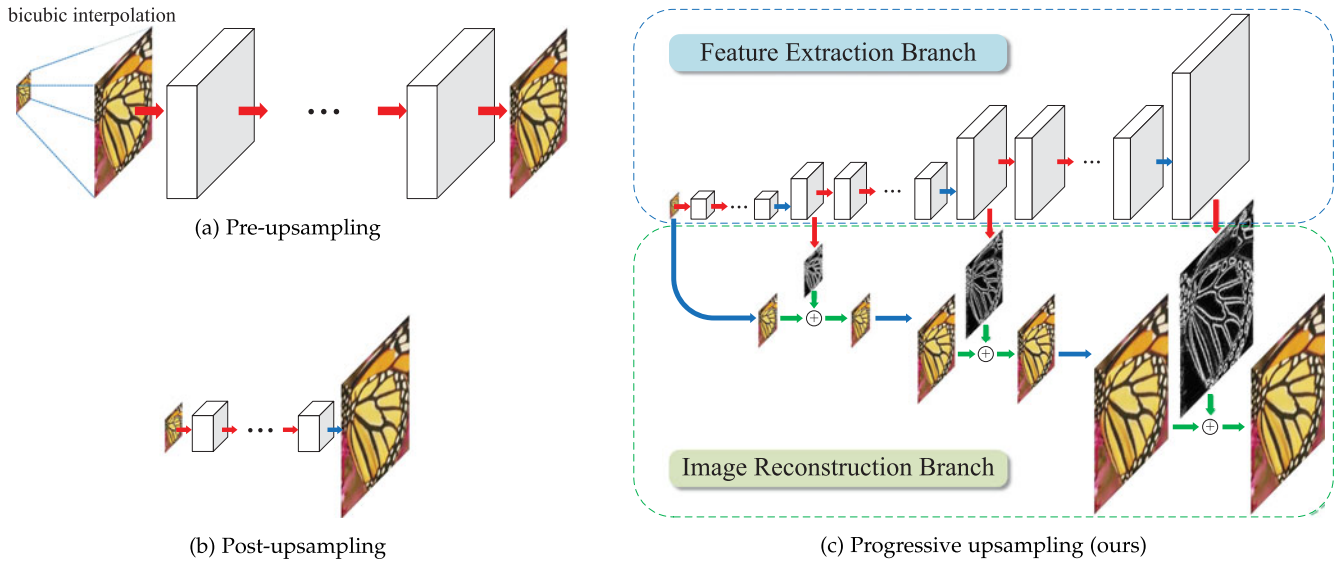 bicubic interpolation
(a) Pre-upsampling
(b) Post-upsampling
Feature Extraction Branch
Image Reconstruction Branch
(c) Progressive upsampling (ours)